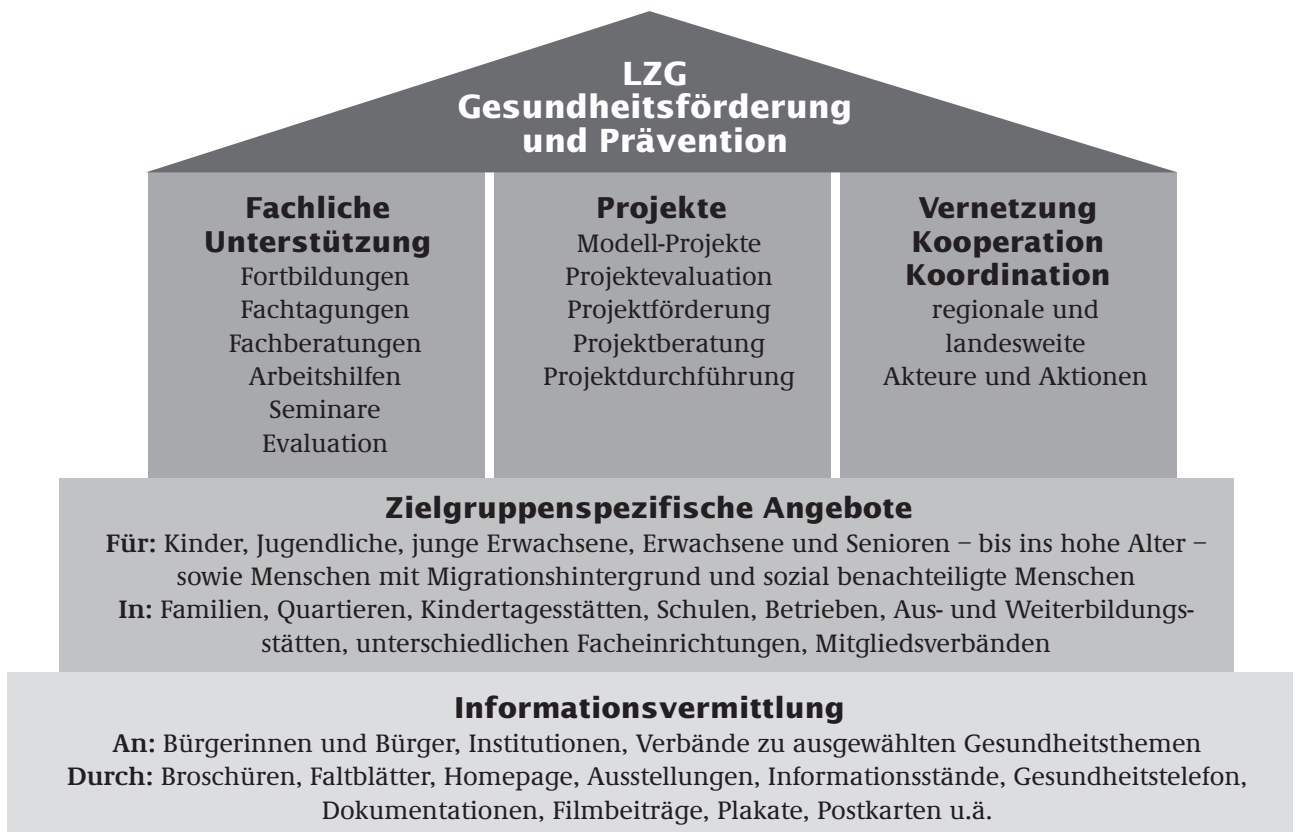 LZG
Gesundheitsförderung
und Prävention
Fachliche
Unterstützung
Fortbildungen
Fachtagungen
Fachberatungen
Arbeitshilfen
Seminare
Evaluation
Projekte
Modell-Projekte
Projektevaluation
Projektförderung
Projektberatung
Projektdurchführung
Vernetzung
Kooperation
Koordination
regionale und
landesweite
Akteure und Aktionen
Zielgruppenspezifische Angebote
Für: Kinder, Jugendliche, junge Erwachsene, Erwachsene und Senioren – bis ins hohe Alter –
sowie Menschen mit Migrationshintergrund und sozial benachteiligte Menschen
In: Familien, Quartieren, Kindertagesstätten, Schulen, Betrieben, Aus- und Weiterbildungs-
stätten, unterschiedlichen Facheinrichtungen, Mitgliedsverbänden
Informationsvermittlung
An: Bürgerinnen und Bürger, Institutionen, Verbände zu ausgewählten Gesundheitsthemen
Durch: Broschüren, Faltblätter, Homepage, Ausstellungen, Informationsstände, Gesundheitstelefon,
Dokumentationen, Filmbeiträge, Plakate, Postkarten u.ä.